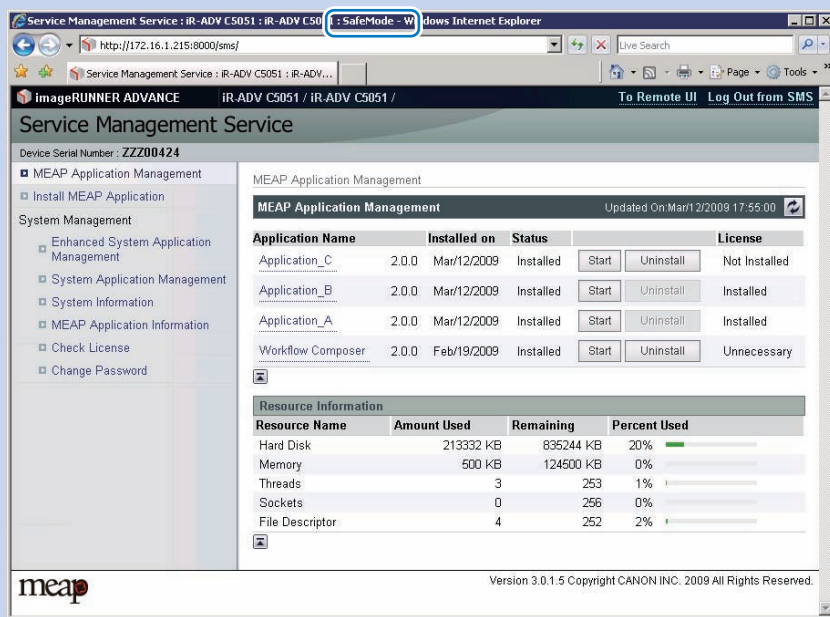 Service Management Service : iR-ADV C5051 : iR-ADV C5051 : SafeMode - Windows Internet Explorer
http://172.16.1.215:8000/sms/
Live Search
Service Management Service : iR-ADV C5051 : iR-ADV...
Page
Tools
imageRUNNER ADVANCE
iR-ADV C5051 / iR-ADV C5051 /
To Remote UI
Log Out from SMS
Service Management Service
Device Serial Number : ZZZ00424
MEAP Application Management
Install MEAP Application
System Management
Enhanced System Application
Management
System Application Management
System Information
MEAP Application Information
Check License
Change Password
MEAP Application Management
MEAP Application Management Updated On:Mar/12/2009 17:55:00
Application Name Installed on Status License
Application_C 2.0.0 Mar/12/2009 Installed Start Uninstall Not Installed
Application_B 2.0.0 Mar/12/2009 Installed Start Uninstall Installed
Application_A 2.0.0 Mar/12/2009 Installed Start Uninstall Installed
Workflow Composer 2.0.0 Feb/19/2009 Installed Start Uninstall Unnecessary
Resource Information
Resource Name Amount Used Remaining Percent Used
Hard Disk 213332 KB 835244 KB 20%
Memory 500 KB 124500 KB 0%
Threads 3 253 1%
Sockets 0 256 0%
File Descriptor 4 252 2%
meap
Version 3.0.1.5 Copyright CANON INC. 2009 All Rights Reserved.